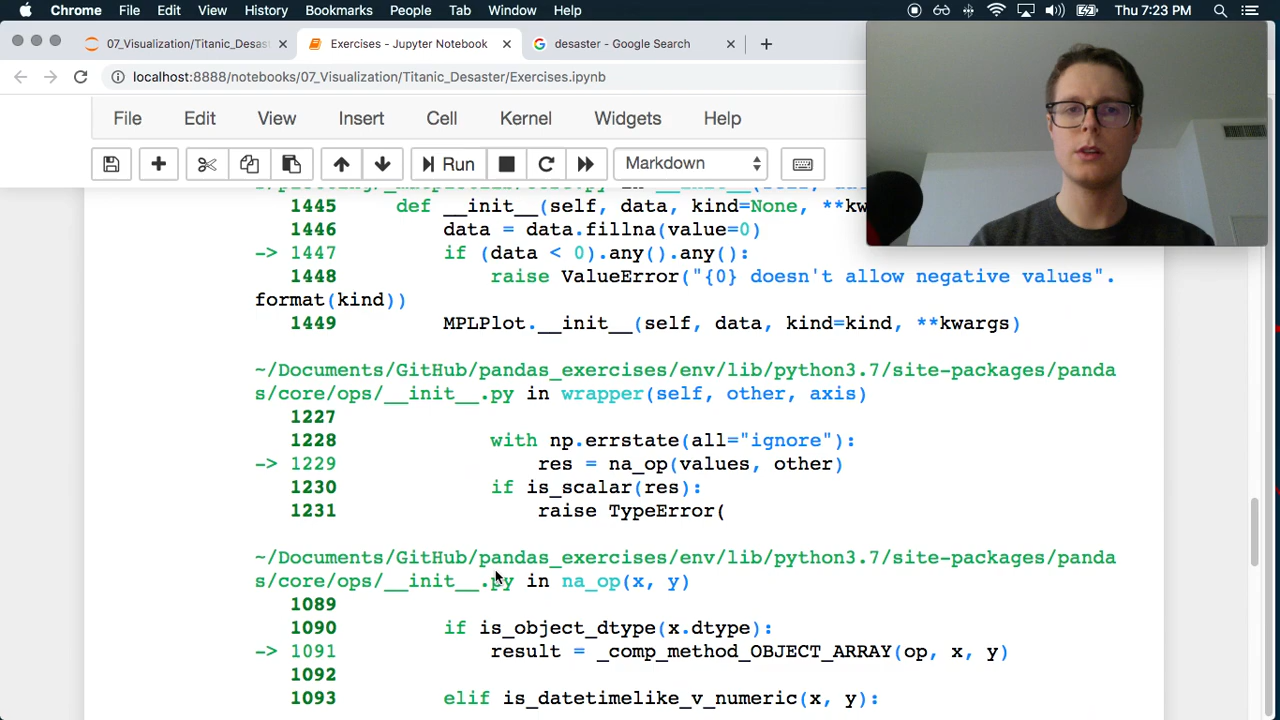 Chrome File Edit View History Bookmarks People Tab Window Help Thu 7:23 PM
07_Visualization/Titanic_Desast Exercises - Jupyter Notebook desaster - Google Search
localhost:8888/notebooks/07_Visualization/Titanic_Desaster/Exercises.ipynb
File Edit View Insert Cell Kernel Widgets Help
Run Markdown
1445 def __init__(self, data, kind=None, **kw
1446 data = data.fillna(value=0)
-> 1447 if (data < 0).any().any():
1448 raise ValueError("{0} doesn't allow negative values".
format(kind))
1449 MPLPlot.__init__(self, data, kind=kind, **kwargs)
~/Documents/GitHub/pandas_exercises/env/lib/python3.7/site-packages/panda
s/core/ops/__init__.py in wrapper(self, other, axis)
1227
1228 with np.errstate(all="ignore"):
-> 1229 res = na_op(values, other)
1230 if is_scalar(res):
1231 raise TypeError(
~/Documents/GitHub/pandas_exercises/env/lib/python3.7/site-packages/panda
s/core/ops/__init__.py in na_op(x, y)
1089
1090 if is_object_dtype(x.dtype):
-> 1091 result = _comp_method_OBJECT_ARRAY(op, x, y)
1092
1093 elif is_datetimelike_v_numeric(x, y):